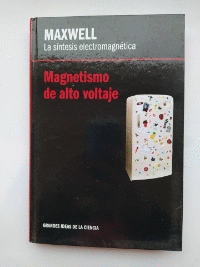 MAXWELL
La síntesis electromagnética
Magnetismo
de alto voltaje
GRANDES IDEAS DE LA CIENCIA